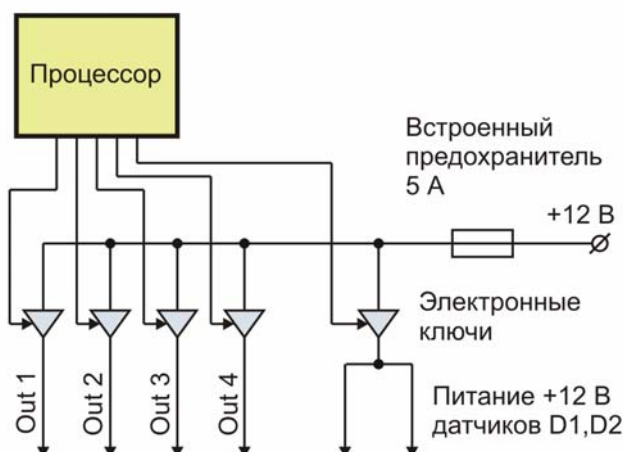 Процессор
Встроенный
предохранитель
5 А
+12 В
Электронные
ключи
Out 1
Out 2
Out 3
Out 4
Питание +12 В
датчиков D1,D2